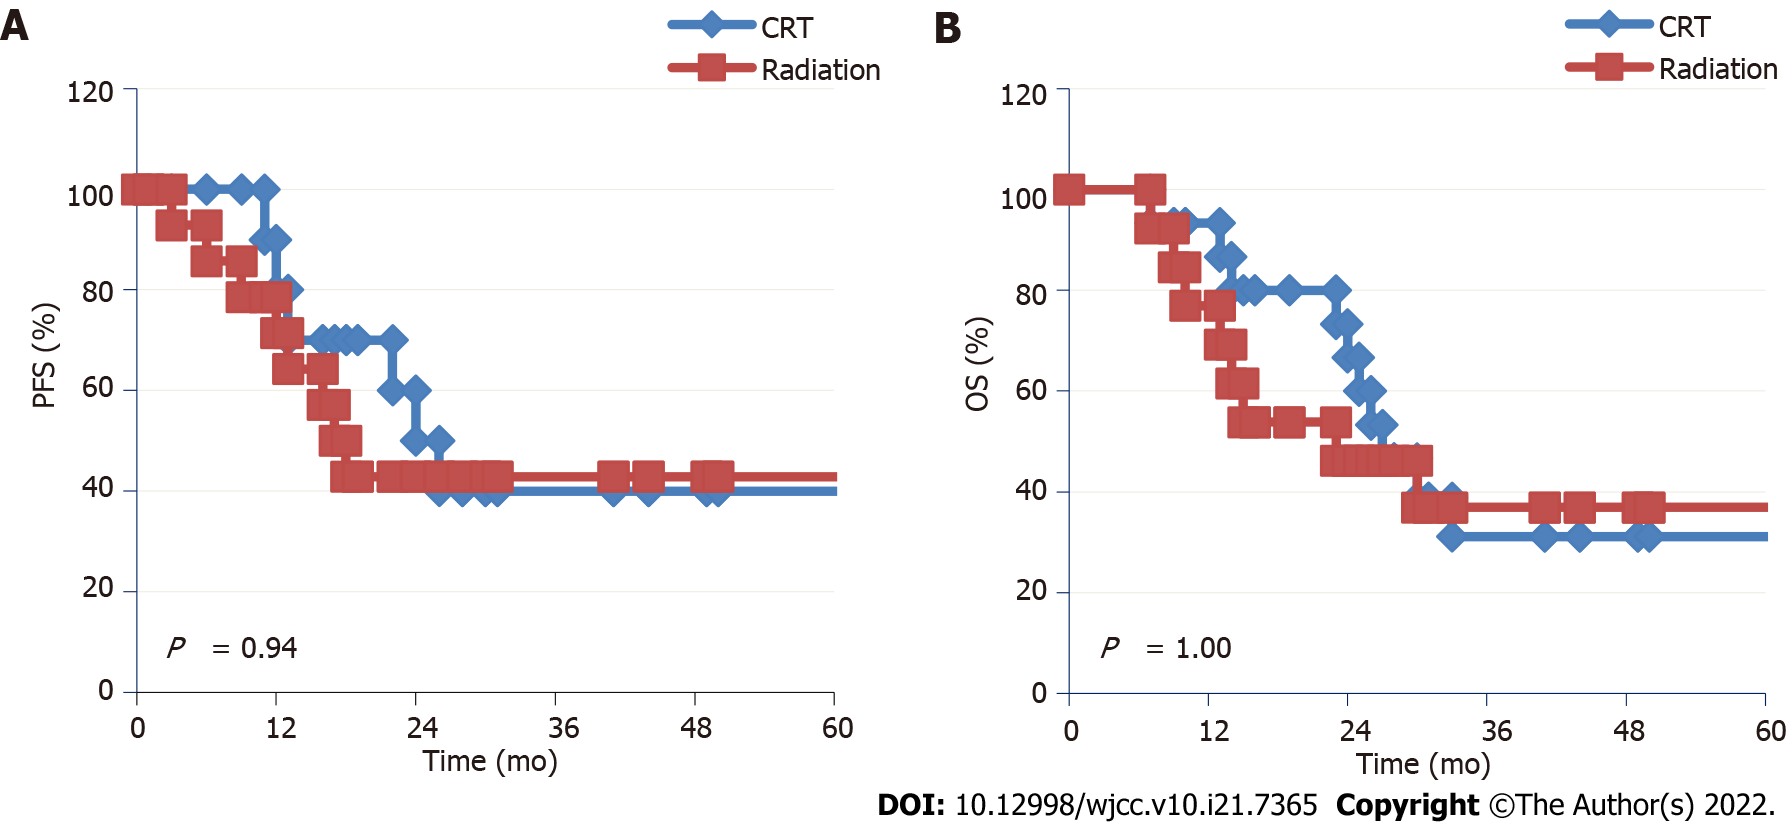 A
CRT
Radiation
120
100
80
60
40
20
0
PFS (%)
P = 0.94
0 12 24 36 48 60
Time (mo)
B
CRT
Radiation
120
100
80
60
40
20
0
OS (%)
P = 1.00
0 12 24 36 48 60
Time (mo)
DOI: 10.12998/wjcc.v10.i21.7365 Copyright ©The Author(s) 2022.